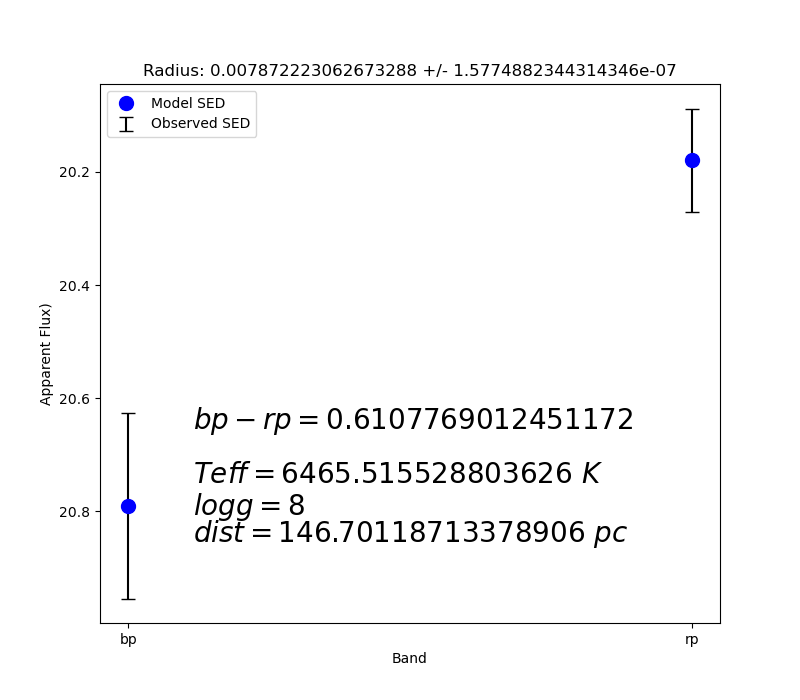 Radius: 0.007872223062673288 +/- 1.5774882344314346e-07
Model SED
Observed SED
20.2
20.4
20.6
20.8
Apparent Flux)
bp − rp = 0.6107769012451172
Teff = 6465.515528803626 K
logg = 8
dist = 146.70118713378906 pc
bp
rp
Band